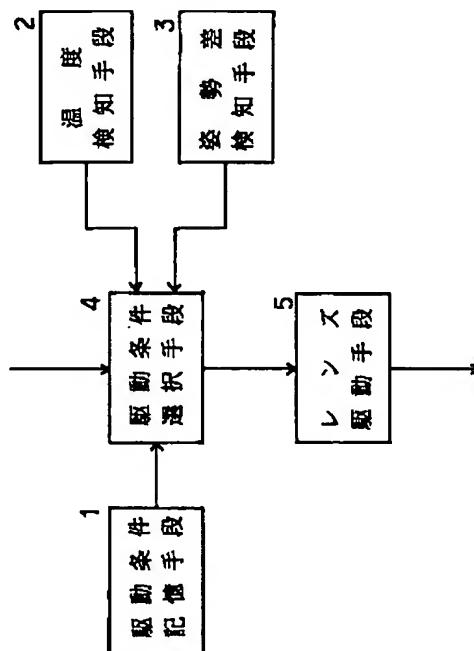 1
駆動条件
記憶手段
2
温度
検知手段
3
姿勢差
検知手段
4
駆動条件
選択手段
5
レンズ
駆動手段